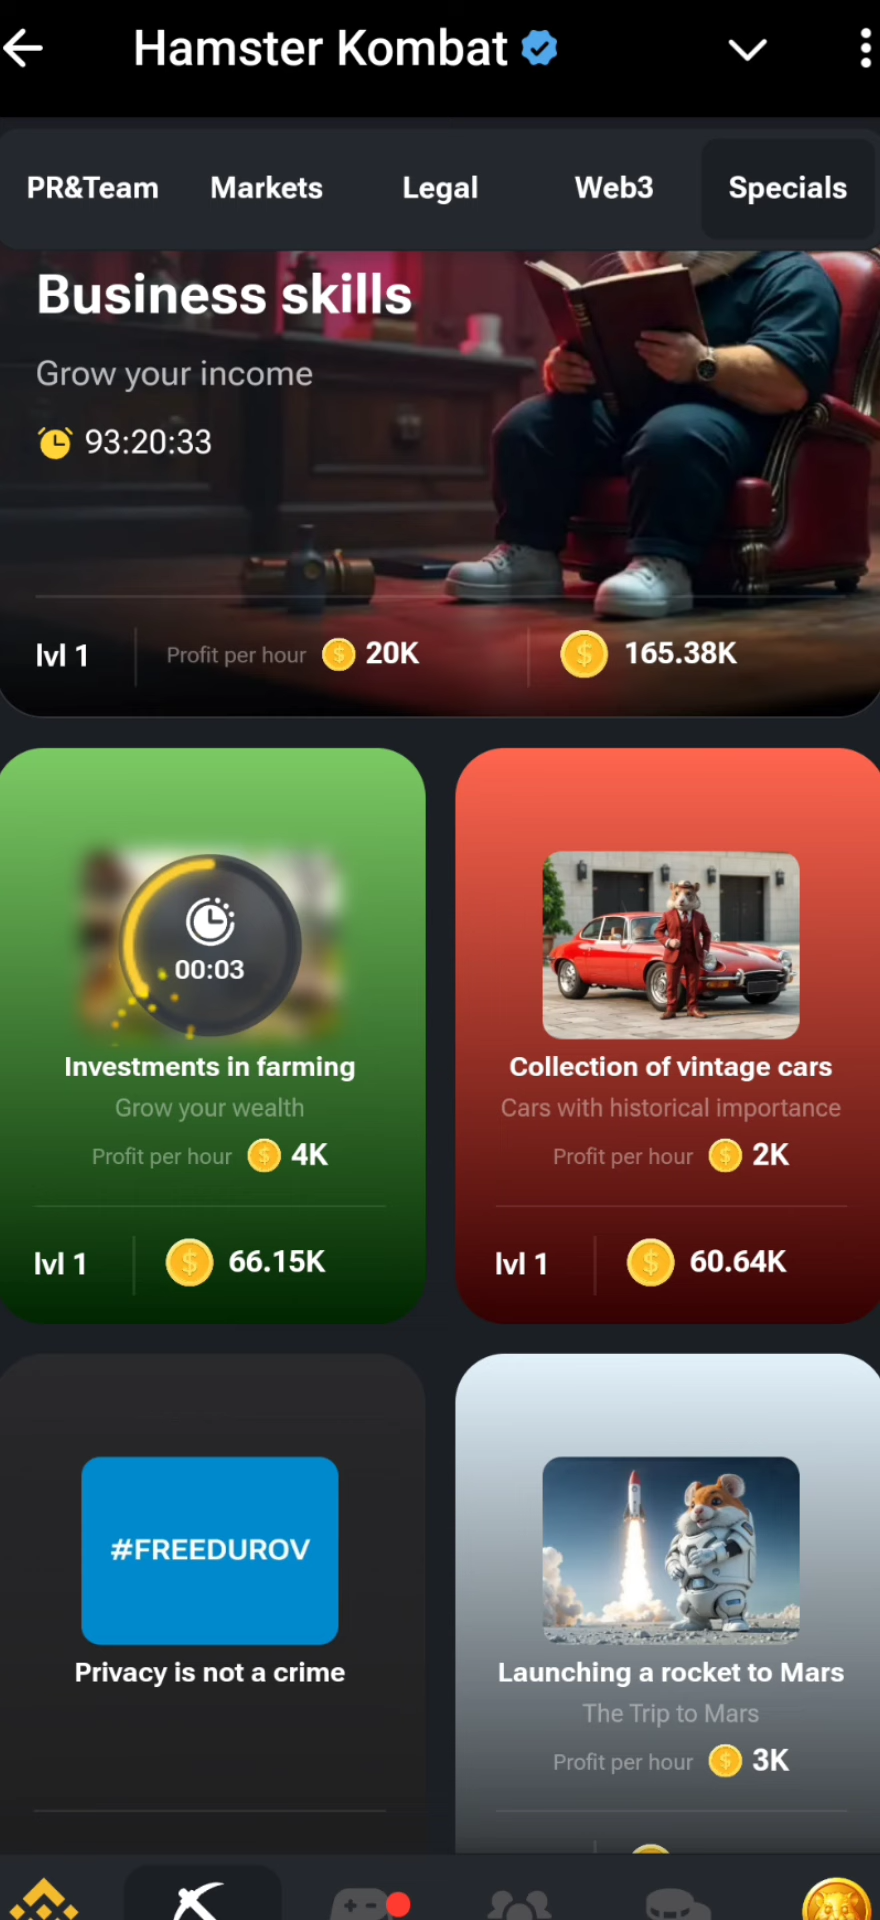 Hamster Kombat
PR&Team Markets Legal Web3 Specials
Business skills
Grow your income
93:20:33
lvl 1 Profit per hour 20K 165.38K
00:03
Investments in farming
Grow your wealth
Profit per hour 4K
lvl 1 66.15K
Collection of vintage cars
Cars with historical importance
Profit per hour 2K
lvl 1 60.64K
#FREEDUROV
Privacy is not a crime
Launching a rocket to Mars
The Trip to Mars
Profit per hour 3K